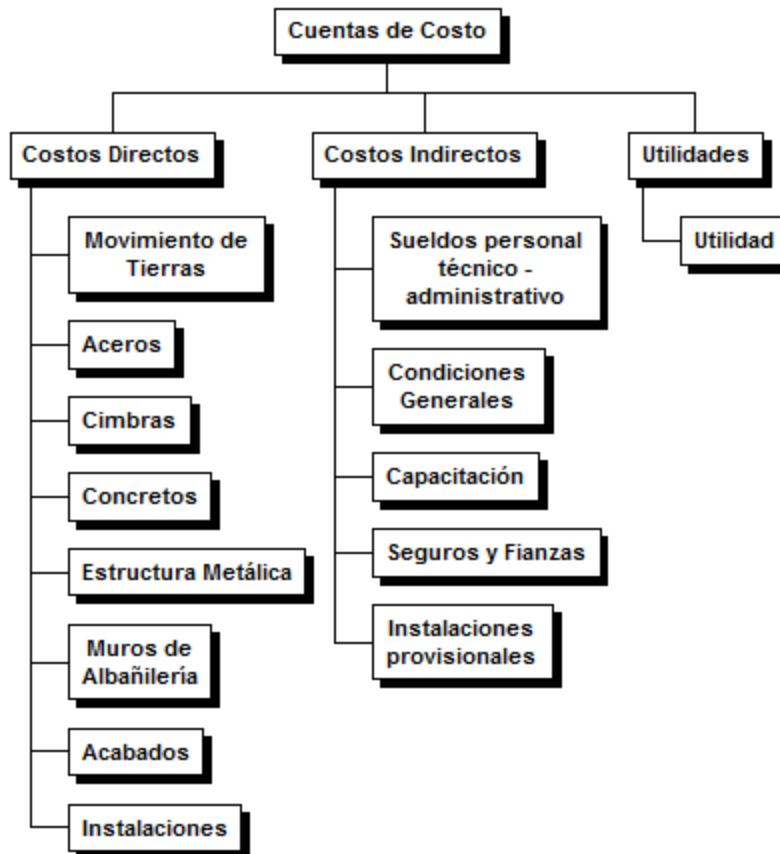 Cuentas de Costo
Costos Directos
Costos Indirectos
Utilidades
Movimiento de
Tierras
Aceros
Cimbras
Concretos
Estructura Metálica
Muros de
Albañilería
Acabados
Instalaciones
Sueldos personal
técnico -
administrativo
Condiciones
Generales
Capacitación
Seguros y Fianzas
Instalaciones
provisionales
Utilidad